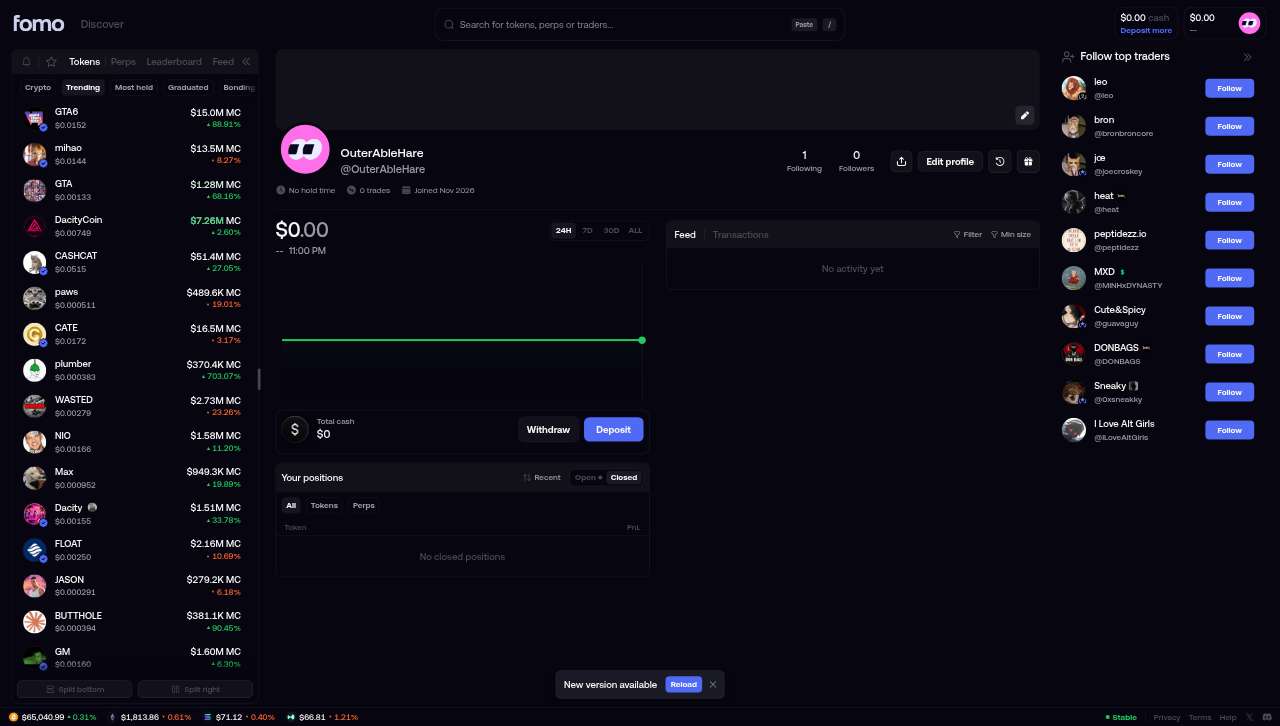 fomo
Discover
Search for tokens, perps or traders...
Paste
/
$0.00 cash
Deposit more
$0.00
—
Tokens
Perps
Leaderboard
Feed
Crypto
Trending
Most held
Graduated
Bonding
GTA6
$0.0152
$15.0M MC
88.91%
mihao
$0.0144
$13.5M MC
8.27%
GTA
$0.00133
$1.28M MC
68.16%
DacityCoin
$0.00749
$7.26M MC
2.60%
CASHCAT
$0.0515
$51.4M MC
27.05%
paws
$0.000511
$489.6K MC
19.01%
CATE
$0.0172
$16.5M MC
3.17%
plumber
$0.000383
$370.4K MC
703.07%
WASTED
$0.00279
$2.73M MC
23.26%
NIO
$0.00166
$1.58M MC
11.20%
Max
$0.000952
$949.3K MC
19.89%
Dacity
$0.00155
$1.51M MC
33.78%
FLOAT
$0.00250
$2.16M MC
10.69%
JASON
$0.000291
$279.2K MC
6.18%
BUTTHOLE
$0.000394
$381.1K MC
90.45%
GM
$0.00160
$1.60M MC
6.30%
Split bottom
Split right
OuterAbleHare
@OuterAbleHare
1
Following
0
Followers
Edit profile
No hold time
0 trades
Joined Nov 2026
$0.00
-- 11:00 PM
24H
7D
30D
ALL
Total cash
$0
Withdraw
Deposit
Your positions
Recent
Open
Closed
All
Tokens
Perps
Token
PnL
No closed positions
Feed
Transactions
Filter
Min size
No activity yet
Follow top traders
leo
@leo
Follow
bron
@bronbroncore
Follow
jœ
@joecroskey
Follow
heat
@heat
Follow
peptidezz.io
@peptidezz
Follow
MXD
@MINHxDYNASTY
Follow
Cute&Spicy
@guavaguy
Follow
DONBAGS
@DONBAGS
Follow
Sneaky
@0xsneakky
Follow
I Love Alt Girls
@ILoveAltGirls
Follow
New version available
Reload
$65,040.99 0.31%
$1,813.86 0.61%
$71.12 0.40%
$66.81 1.21%
Stable
Privacy
Terms
Help